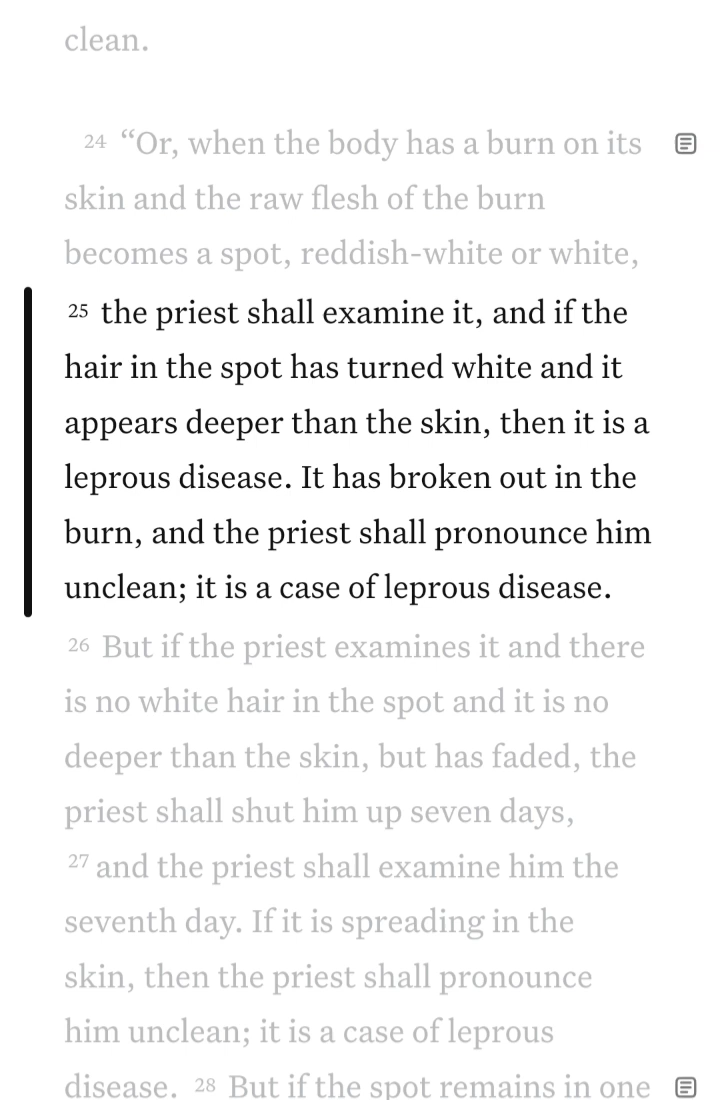 clean.
24 “Or, when the body has a burn on its
skin and the raw flesh of the burn
becomes a spot, reddish-white or white,
25 the priest shall examine it, and if the
hair in the spot has turned white and it
appears deeper than the skin, then it is a
leprous disease. It has broken out in the
burn, and the priest shall pronounce him
unclean; it is a case of leprous disease.
26 But if the priest examines it and there
is no white hair in the spot and it is no
deeper than the skin, but has faded, the
priest shall shut him up seven days,
27 and the priest shall examine him the
seventh day. If it is spreading in the
skin, then the priest shall pronounce
him unclean; it is a case of leprous
disease. 28 But if the spot remains in one